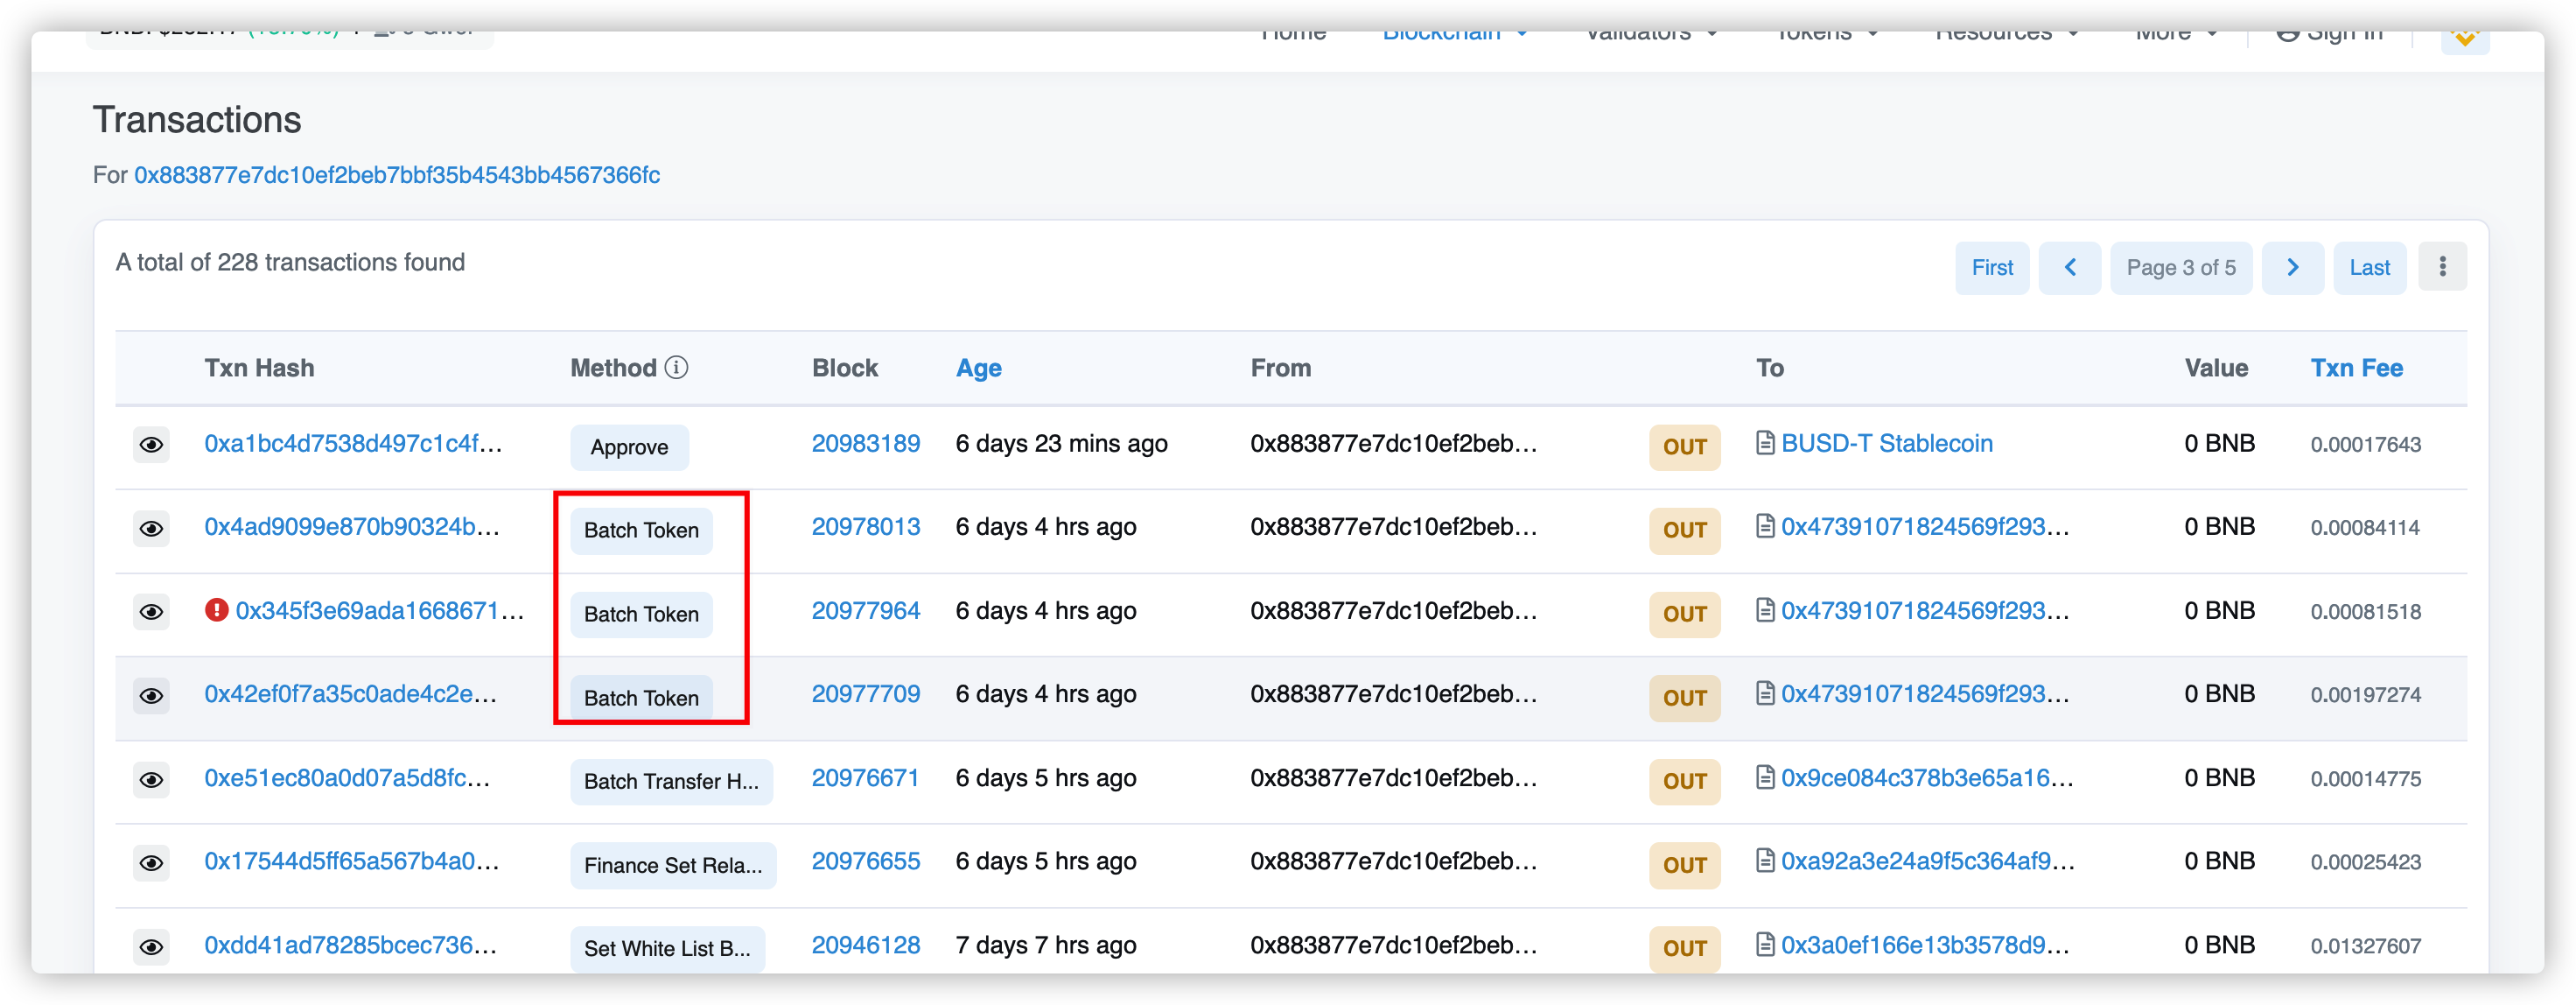 Home Blockchain Validators Tokens Resources More Sign In
Transactions
For 0x883877e7dc10ef2beb7bbf35b4543bb4567366fc
A total of 228 transactions found
First Page 3 of 5 Last
Txn Hash Method Block Age From To Value Txn Fee
0xa1bc4d7538d497c1c4f... Approve 20983189 6 days 23 mins ago 0x883877e7dc10ef2beb... OUT BUSD-T Stablecoin 0 BNB 0.00017643
0x4ad9099e870b90324b... Batch Token 20978013 6 days 4 hrs ago 0x883877e7dc10ef2beb... OUT 0x47391071824569f293... 0 BNB 0.00084114
0x345f3e69ada1668671... Batch Token 20977964 6 days 4 hrs ago 0x883877e7dc10ef2beb... OUT 0x47391071824569f293... 0 BNB 0.00081518
0x42ef0f7a35c0ade4c2e... Batch Token 20977709 6 days 4 hrs ago 0x883877e7dc10ef2beb... OUT 0x47391071824569f293... 0 BNB 0.00197274
0xe51ec80a0d07a5d8fc... Batch Transfer H... 20976671 6 days 5 hrs ago 0x883877e7dc10ef2beb... OUT 0x9ce084c378b3e65a16... 0 BNB 0.00014775
0x17544d5ff65a567b4a0... Finance Set Rela... 20976655 6 days 5 hrs ago 0x883877e7dc10ef2beb... OUT 0xa92a3e24a9f5c364af9... 0 BNB 0.00025423
0xdd41ad78285bcec736... Set White List B... 20946128 7 days 7 hrs ago 0x883877e7dc10ef2beb... OUT 0x3a0ef166e13b3578d9... 0 BNB 0.01327607